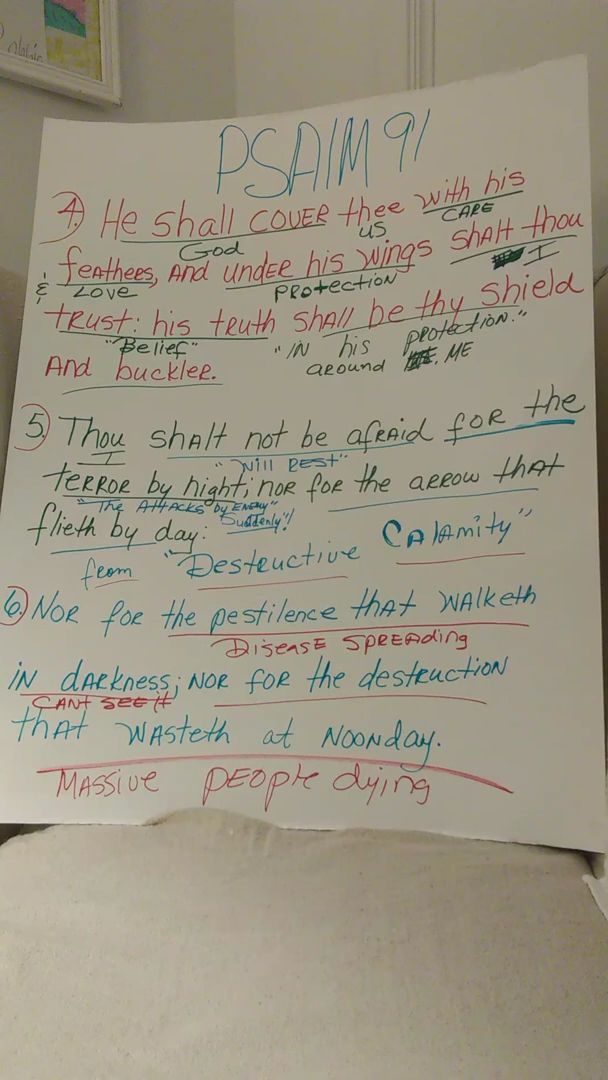 PSALM 91
4. He shall COVER thee with his
God us CARE
feathers, AND UNDER his wings shalt thou
& LOVE PROtection I
TRUST: his TRUTH shall be thy shield
"Belief" "IN his protection."
AROUND ME
And buckler.
5. Thou shalt not be afraid for the
I "will REST"
terror by night; NOR for the arrow that
"The AttAcks by ENEMY" Suddenly"!
flieth by day:
from "Destructive CAlAmity"
6. NOR for the pestilence that walketh
DiseASE SPREADing
iN darkness; NOR for the destruction
CANt SEE it
that WAsteth at NOONday.
MASSIVE PEOPLE dying